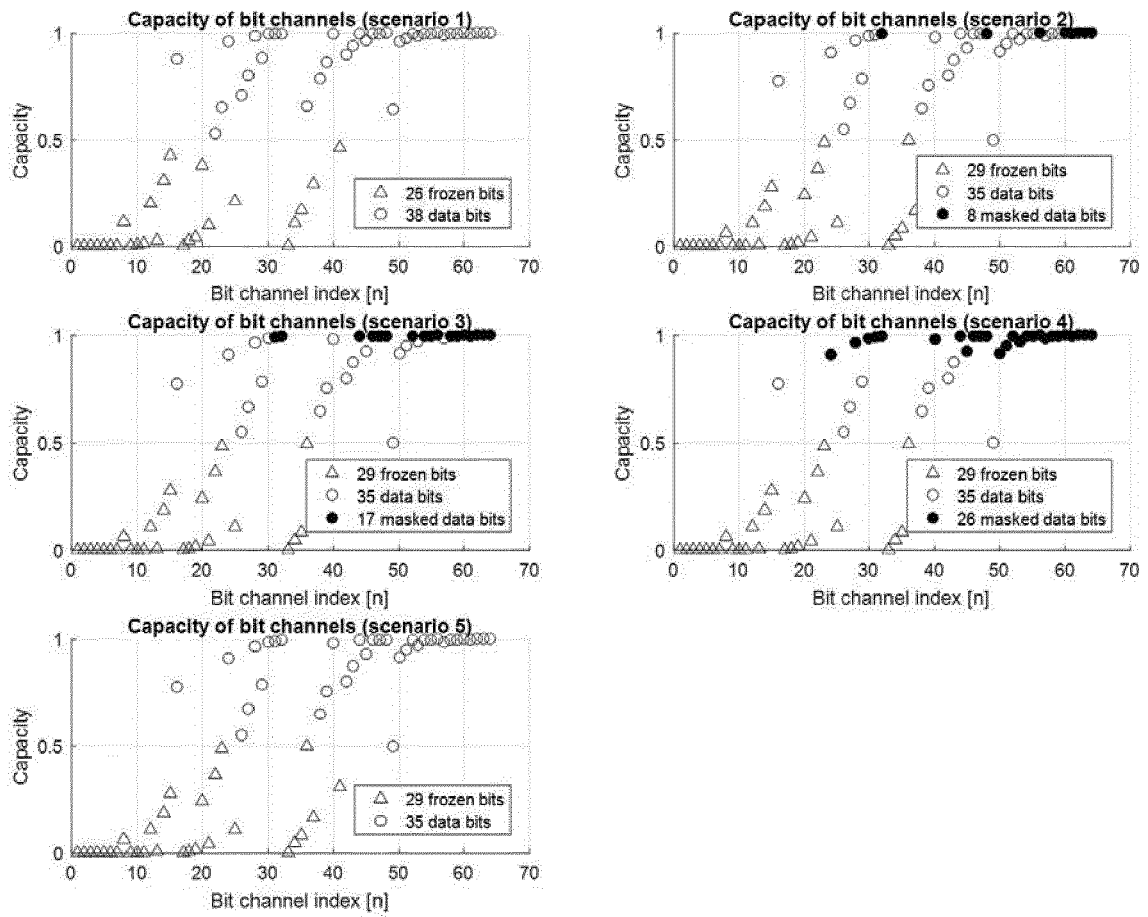 Capacity of bit channels (scenario 1)
1
0.5
0
Capacity
26 frozen bits
38 data bits
0 10 20 30 40 50 60 70
Bit channel index [n]
Capacity of bit channels (scenario 2)
1
0.5
0
Capacity
29 frozen bits
35 data bits
8 masked data bits
0 10 20 30 40 50 60 70
Bit channel index [n]
Capacity of bit channels (scenario 3)
1
0.5
0
Capacity
29 frozen bits
35 data bits
17 masked data bits
0 10 20 30 40 50 60 70
Bit channel index [n]
Capacity of bit channels (scenario 4)
1
0.5
0
Capacity
29 frozen bits
35 data bits
26 masked data bits
0 10 20 30 40 50 60 70
Bit channel index [n]
Capacity of bit channels (scenario 5)
1
0.5
0
Capacity
29 frozen bits
35 data bits
0 10 20 30 40 50 60 70
Bit channel index [n]